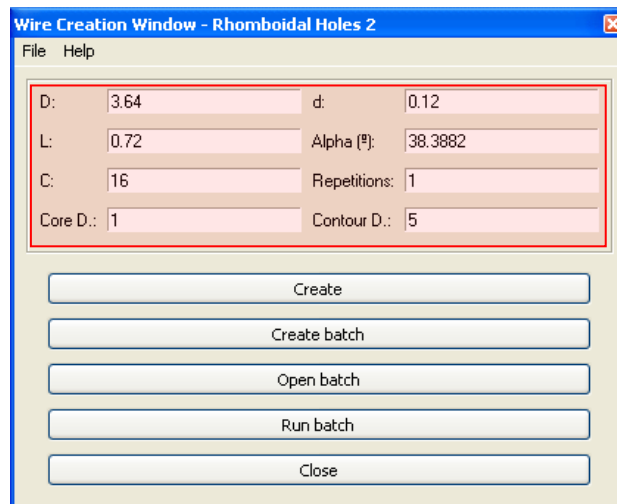 Wire Creation Window - Rhomboidal Holes 2
File Help
D: 3.64 d: 0.12
L: 0.72 Alpha (º): 38.3882
C: 16 Repetitions: 1
Core D.: 1 Contour D.: 5
Create
Create batch
Open batch
Run batch
Close